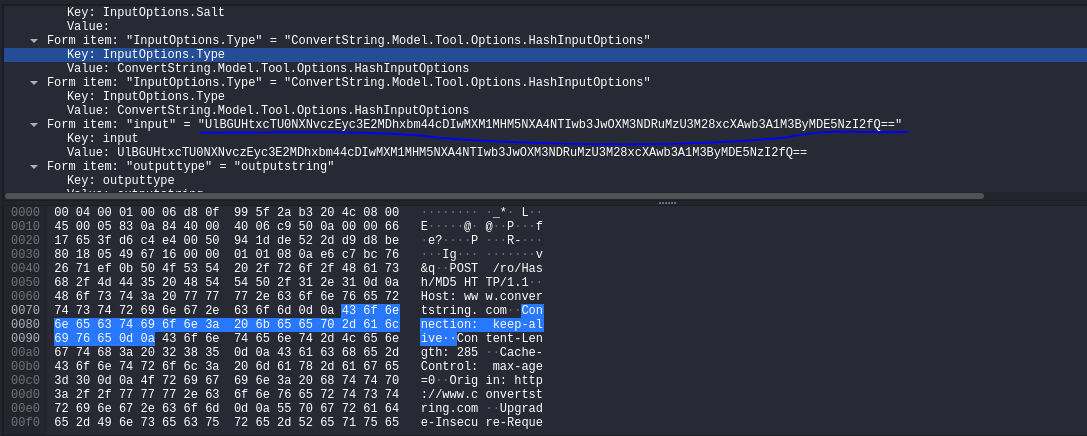 Key: InputOptions.Salt
Value:
Form item: "InputOptions.Type" = "ConvertString.Model.Tool.Options.HashInputOptions"
Key: InputOptions.Type
Value: ConvertString.Model.Tool.Options.HashInputOptions
Form item: "InputOptions.Type" = "ConvertString.Model.Tool.Options.HashInputOptions"
Key: InputOptions.Type
Value: ConvertString.Model.Tool.Options.HashInputOptions
Form item: "input" = "UlBGUHtxcTU0NXNvczEyc3E2MDhxbm44cDIwMXM1MHM5NXA4NTIwb3JwOXM3NDRuMzU3M28xcXAwb3A1M3ByMDE5NzI2fQ=="
Key: input
Value: UlBGUHtxcTU0NXNvczEyc3E2MDhxbm44cDIwMXM1MHM5NXA4NTIwb3JwOXM3NDRuMzU3M28xcXAwb3A1M3ByMDE5NzI2fQ==
Form item: "outputtype" = "outputstring"
Key: outputtype
Value: outputstring
0000 00 04 00 01 00 06 d8 0f 99 5f 2a b3 20 4c 08 00 ········ ·_*· L··
0010 45 00 05 83 0a 84 40 00 40 06 c9 50 0a 00 00 66 E·····@· @··P···f
0020 17 65 3f d6 c4 e4 00 50 94 1d de 52 2d d9 d8 be ·e?····P ···R-···
0030 80 18 05 49 67 16 00 00 01 01 08 0a e6 c7 bc 76 ···Ig··· ·······v
0040 26 71 ef 0b 50 4f 53 54 20 2f 72 6f 2f 48 61 73 &q··POST /ro/Has
0050 68 2f 4d 44 35 20 48 54 54 50 2f 31 2e 31 0d 0a h/MD5 HT TP/1.1··
0060 48 6f 73 74 3a 20 77 77 77 2e 63 6f 6e 76 65 72 Host: ww w.conver
0070 74 73 74 72 69 6e 67 2e 63 6f 6d 0d 0a 43 6f 6e tstring. com··Con
0080 6e 65 63 74 69 6f 6e 3a 20 6b 65 65 70 2d 61 6c nection: keep-al
0090 69 76 65 0d 0a 43 6f 6e 74 65 6e 74 2d 4c 65 6e ive··Con tent-Len
00a0 67 74 68 3a 20 32 38 35 0d 0a 43 61 63 68 65 2d gth: 285 ··Cache-
00b0 43 6f 6e 74 72 6f 6c 3a 20 6d 61 78 2d 61 67 65 Control: max-age
00c0 3d 30 0d 0a 4f 72 69 67 69 6e 3a 20 68 74 74 70 =0··Orig in: http
00d0 3a 2f 2f 77 77 77 2e 63 6f 6e 76 65 72 74 73 74 ://www.c onvertst
00e0 72 69 6e 67 2e 63 6f 6d 0d 0a 55 70 67 72 61 64 ring.com ··Upgrad
00f0 65 2d 49 6e 73 65 63 75 72 65 2d 52 65 71 75 65 e-Insecu re-Reque